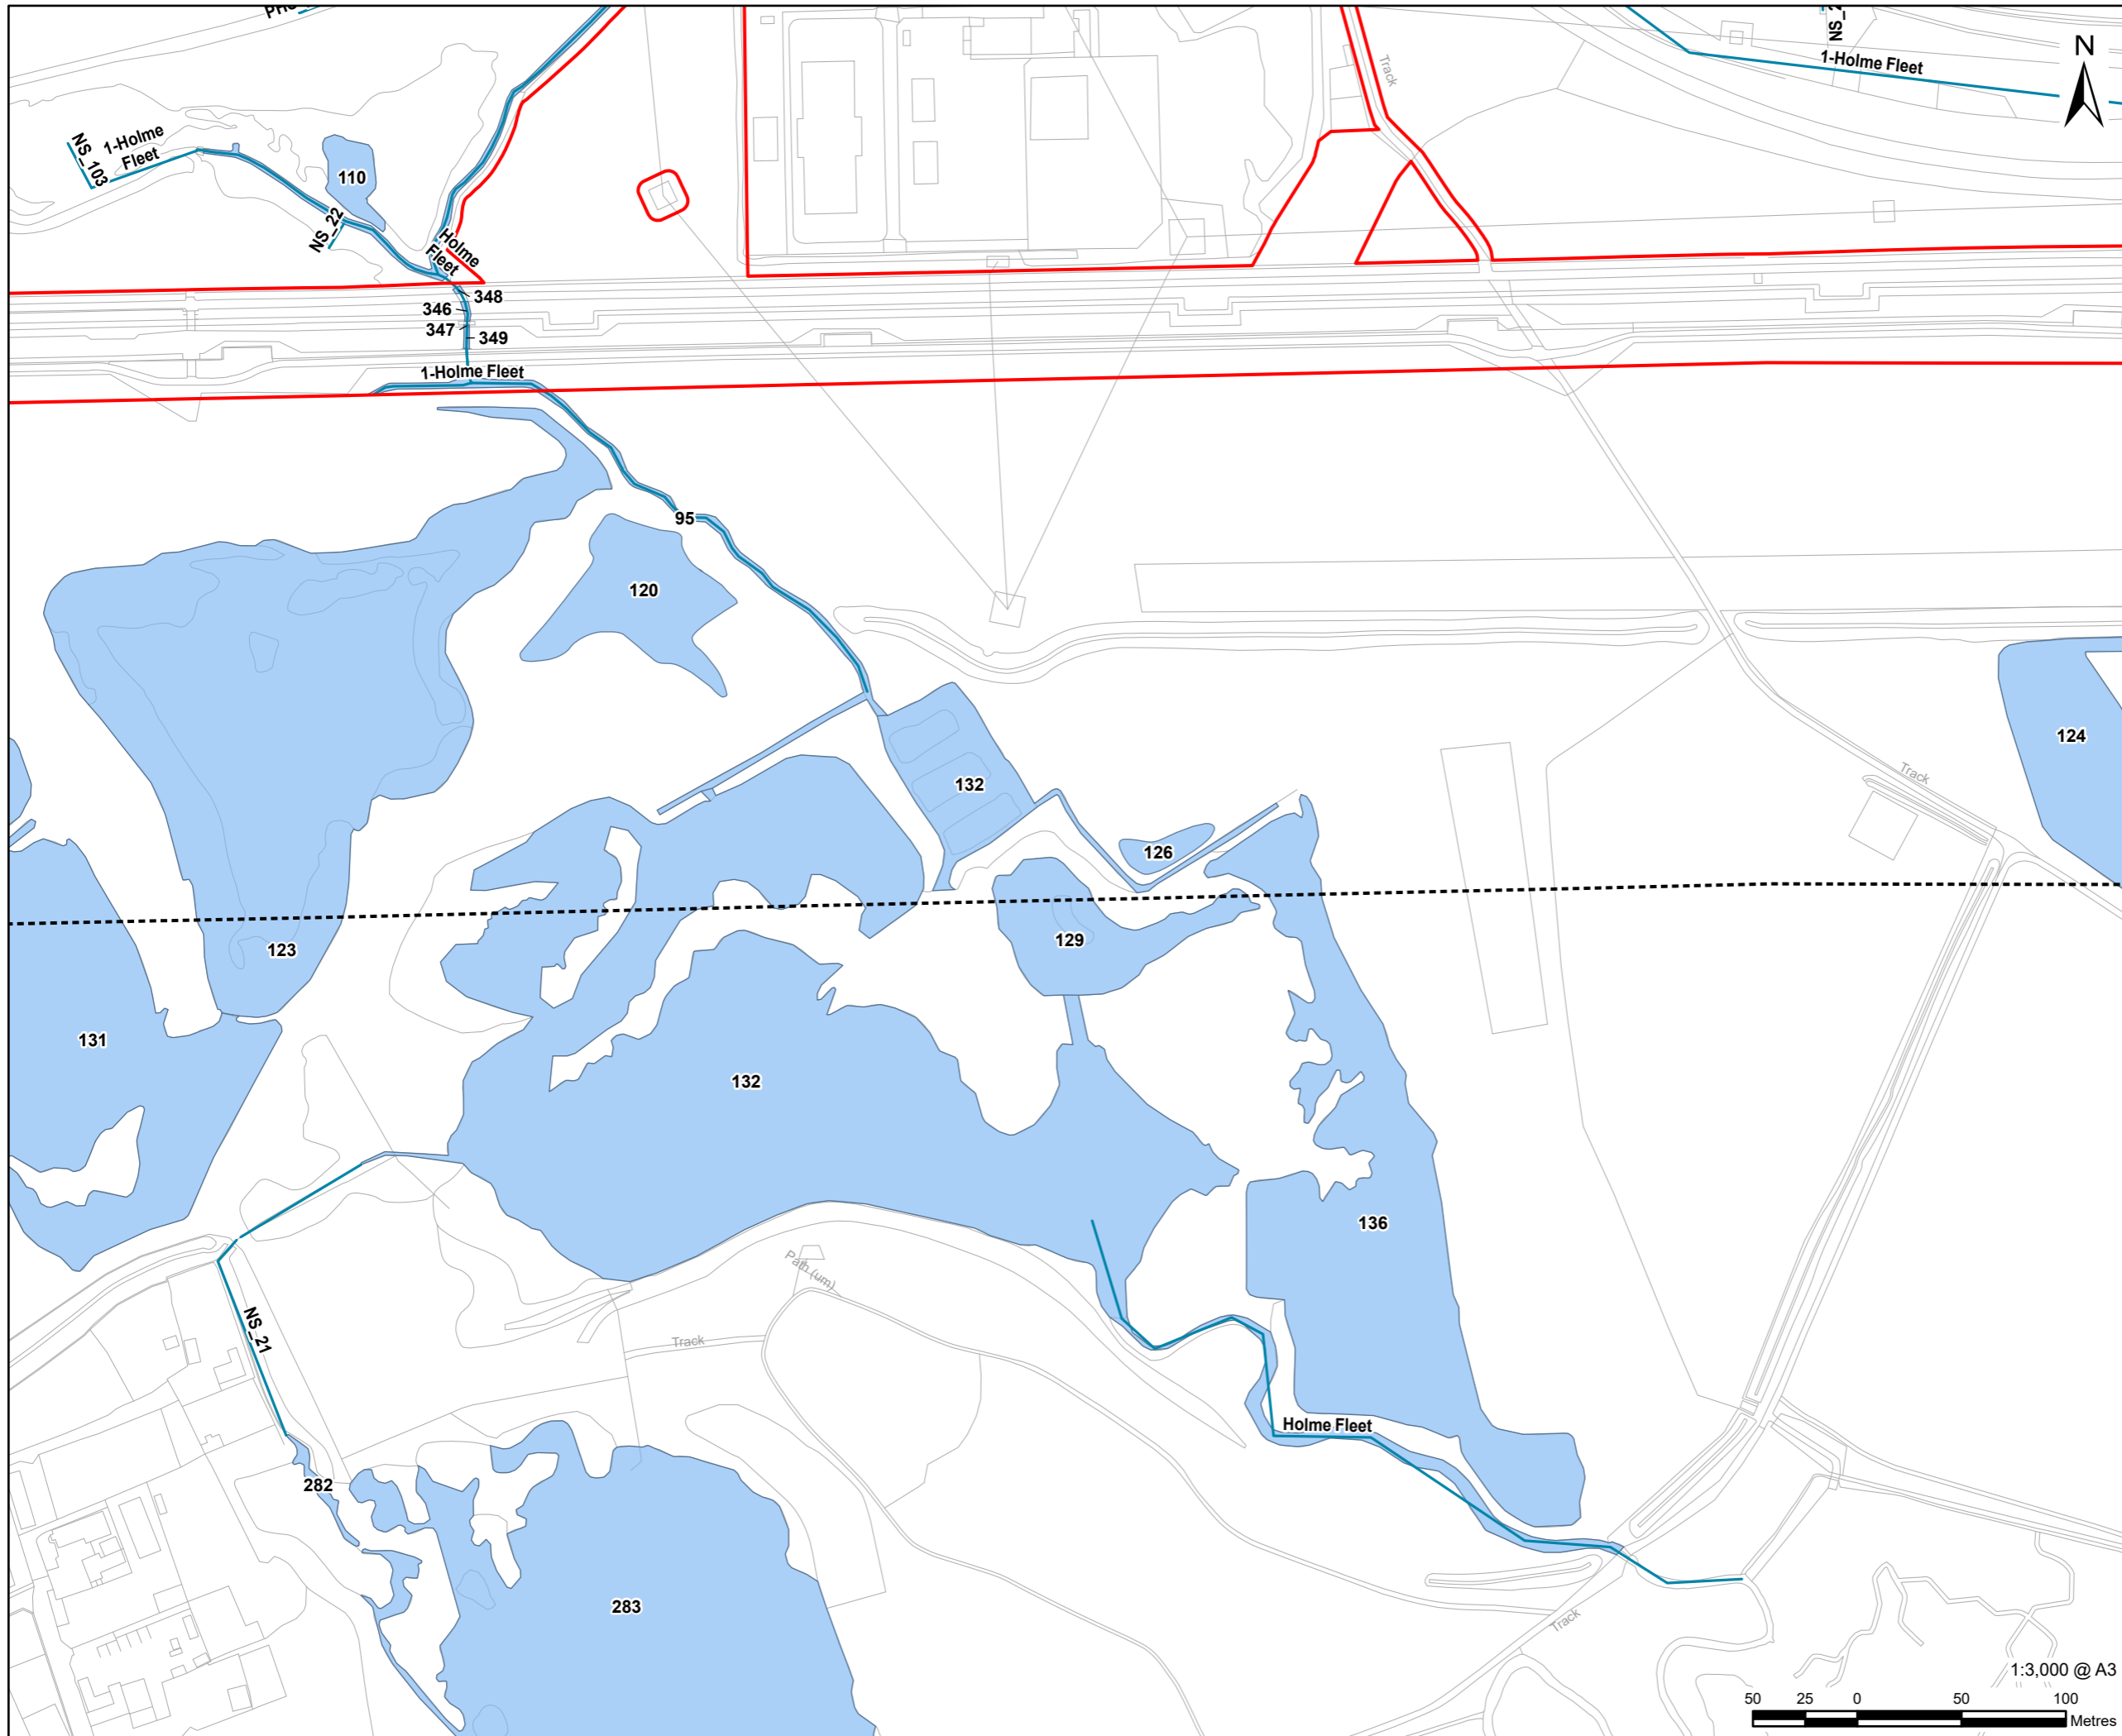 N
1-Holme Fleet
Track
NS_103
1-Holme
Fleet
110
NS_22
Holme
Fleet
348
346
347
349
1-Holme Fleet
95
120
132
124
Track
126
123
129
131
132
136
Path (um)
NS_21
Track
Holme Fleet
282
283
Track
1:3,000 @ A3
50 25 0 50 100
Metres